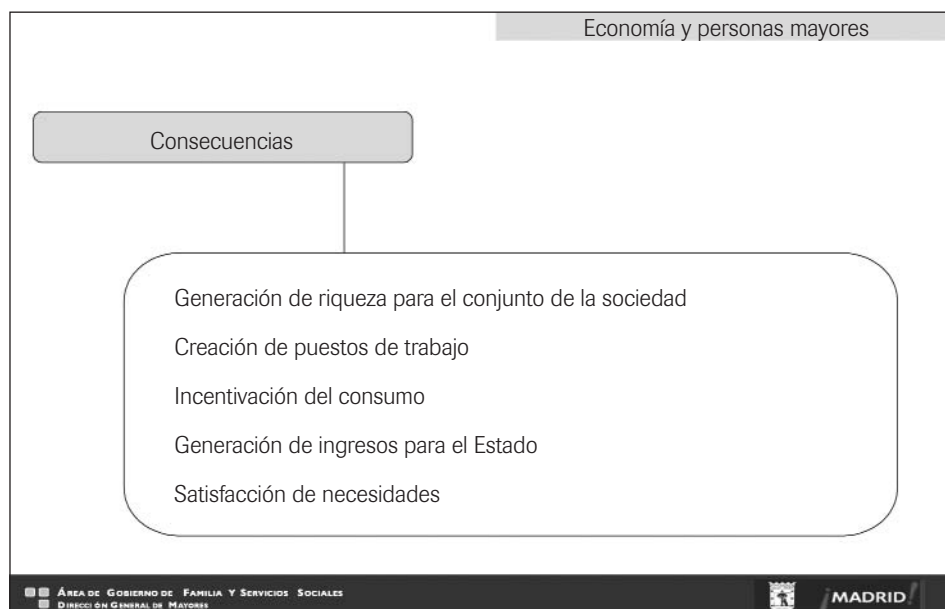 Economía y personas mayores
Consecuencias
Generación de riqueza para el conjunto de la sociedad
Creación de puestos de trabajo
Incentivación del consumo
Generación de ingresos para el Estado
Satisfacción de necesidades
ÁREA DE GOBIERNO DE FAMILIA Y SERVICIOS SOCIALES
DIRECCIÓN GENERAL DE MAYORES
¡MADRID!